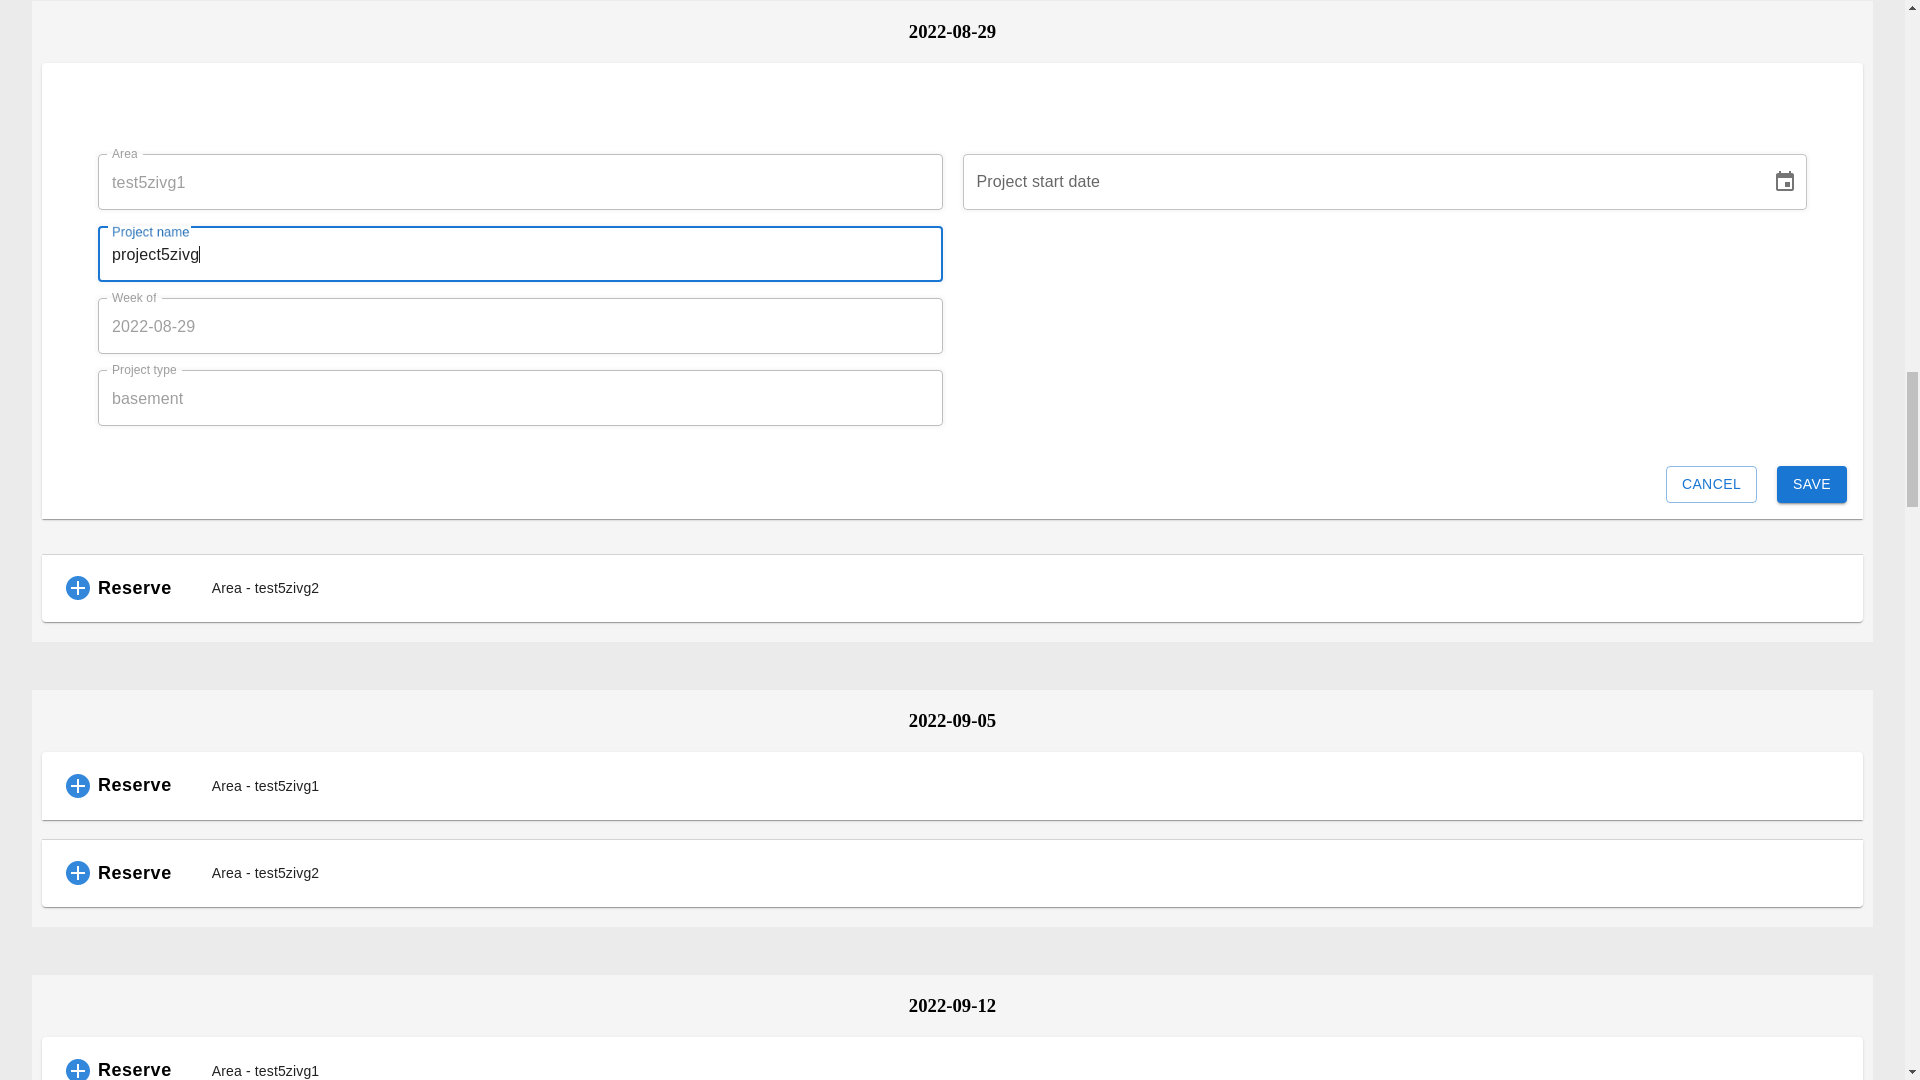 2022-08-29
Area
test5zivg1
Project start date
Project name
project5zivg
Week of
2022-08-29
Project type
basement
CANCEL
SAVE
Reserve Area - test5zivg2
2022-09-05
Reserve Area - test5zivg1
Reserve Area - test5zivg2
2022-09-12
Reserve Area - test5zivg1